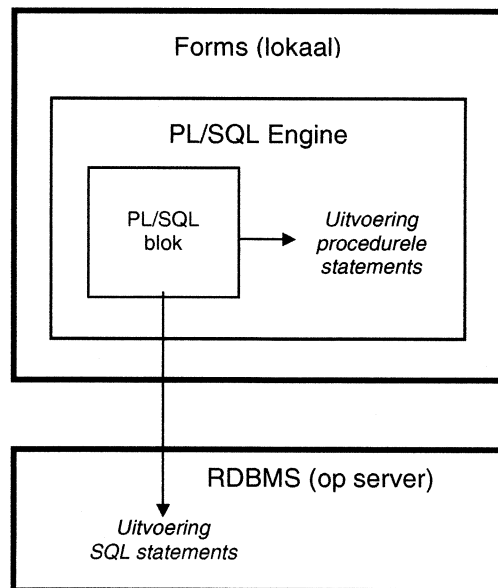 Forms (lokaal)
PL/SQL Engine
PL/SQL
blok
Uitvoering
procedurele
statements
RDBMS (op server)
Uitvoering
SQL statements